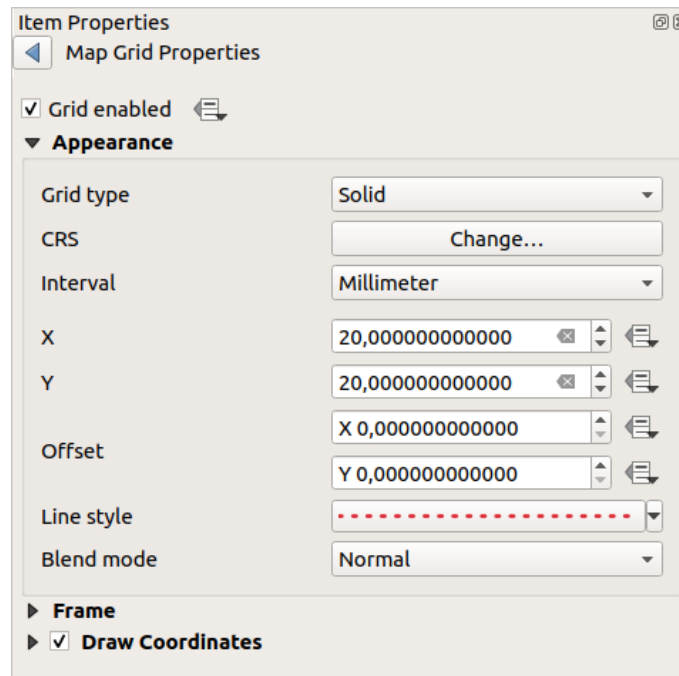 Item Properties
Map Grid Properties
Grid enabled
Appearance
Grid type Solid
CRS Change...
Interval Millimeter
X 20,000000000000
Y 20,000000000000
Offset X 0,000000000000
Y 0,000000000000
Line style
Blend mode Normal
Frame
Draw Coordinates